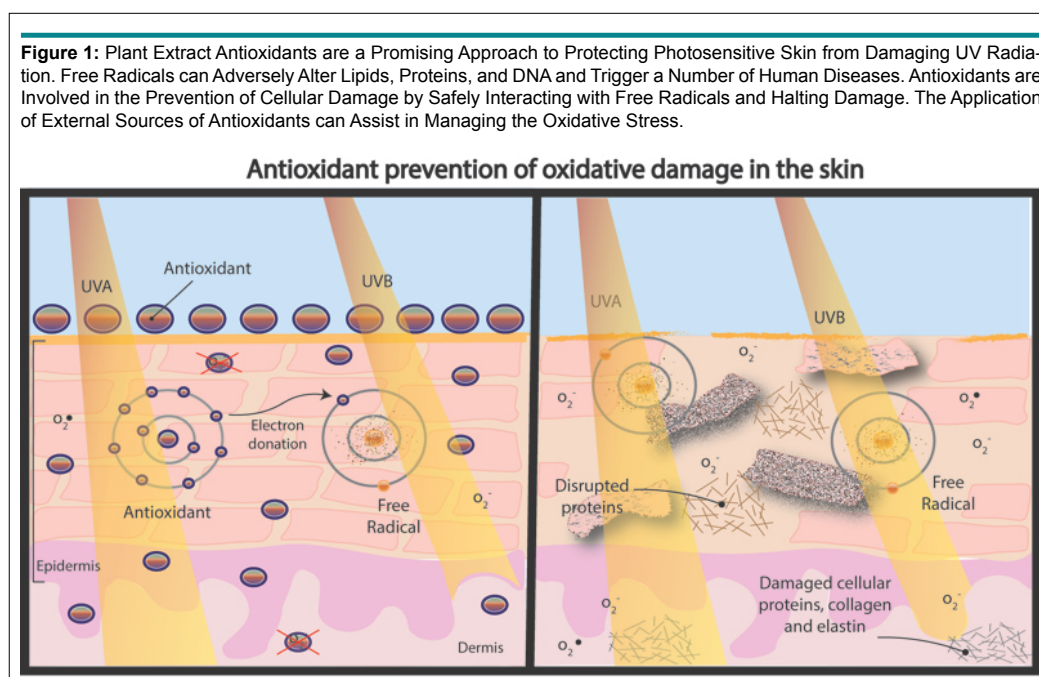 Figure 1: Plant Extract Antioxidants are a Promising Approach to Protecting Photosensitive Skin from Damaging UV Radia-
tion. Free Radicals can Adversely Alter Lipids, Proteins, and DNA and Trigger a Number of Human Diseases. Antioxidants are
Involved in the Prevention of Cellular Damage by Safely Interacting with Free Radicals and Halting Damage. The Application
of External Sources of Antioxidants can Assist in Managing the Oxidative Stress.
Antioxidant prevention of oxidative damage in the skin
UVA
Antioxidant
UVB
O₂•
Electron
donation
Antioxidant
Free
Radical
O₂⁻
Epidermis
Dermis
UVA
UVB
O₂⁻
O₂⁻
O₂⁻
O₂•
O₂⁻
Disrupted
proteins
Free
Radical
O₂⁻
O₂⁻
O₂•
Damaged cellular
proteins, collagen
and elastin